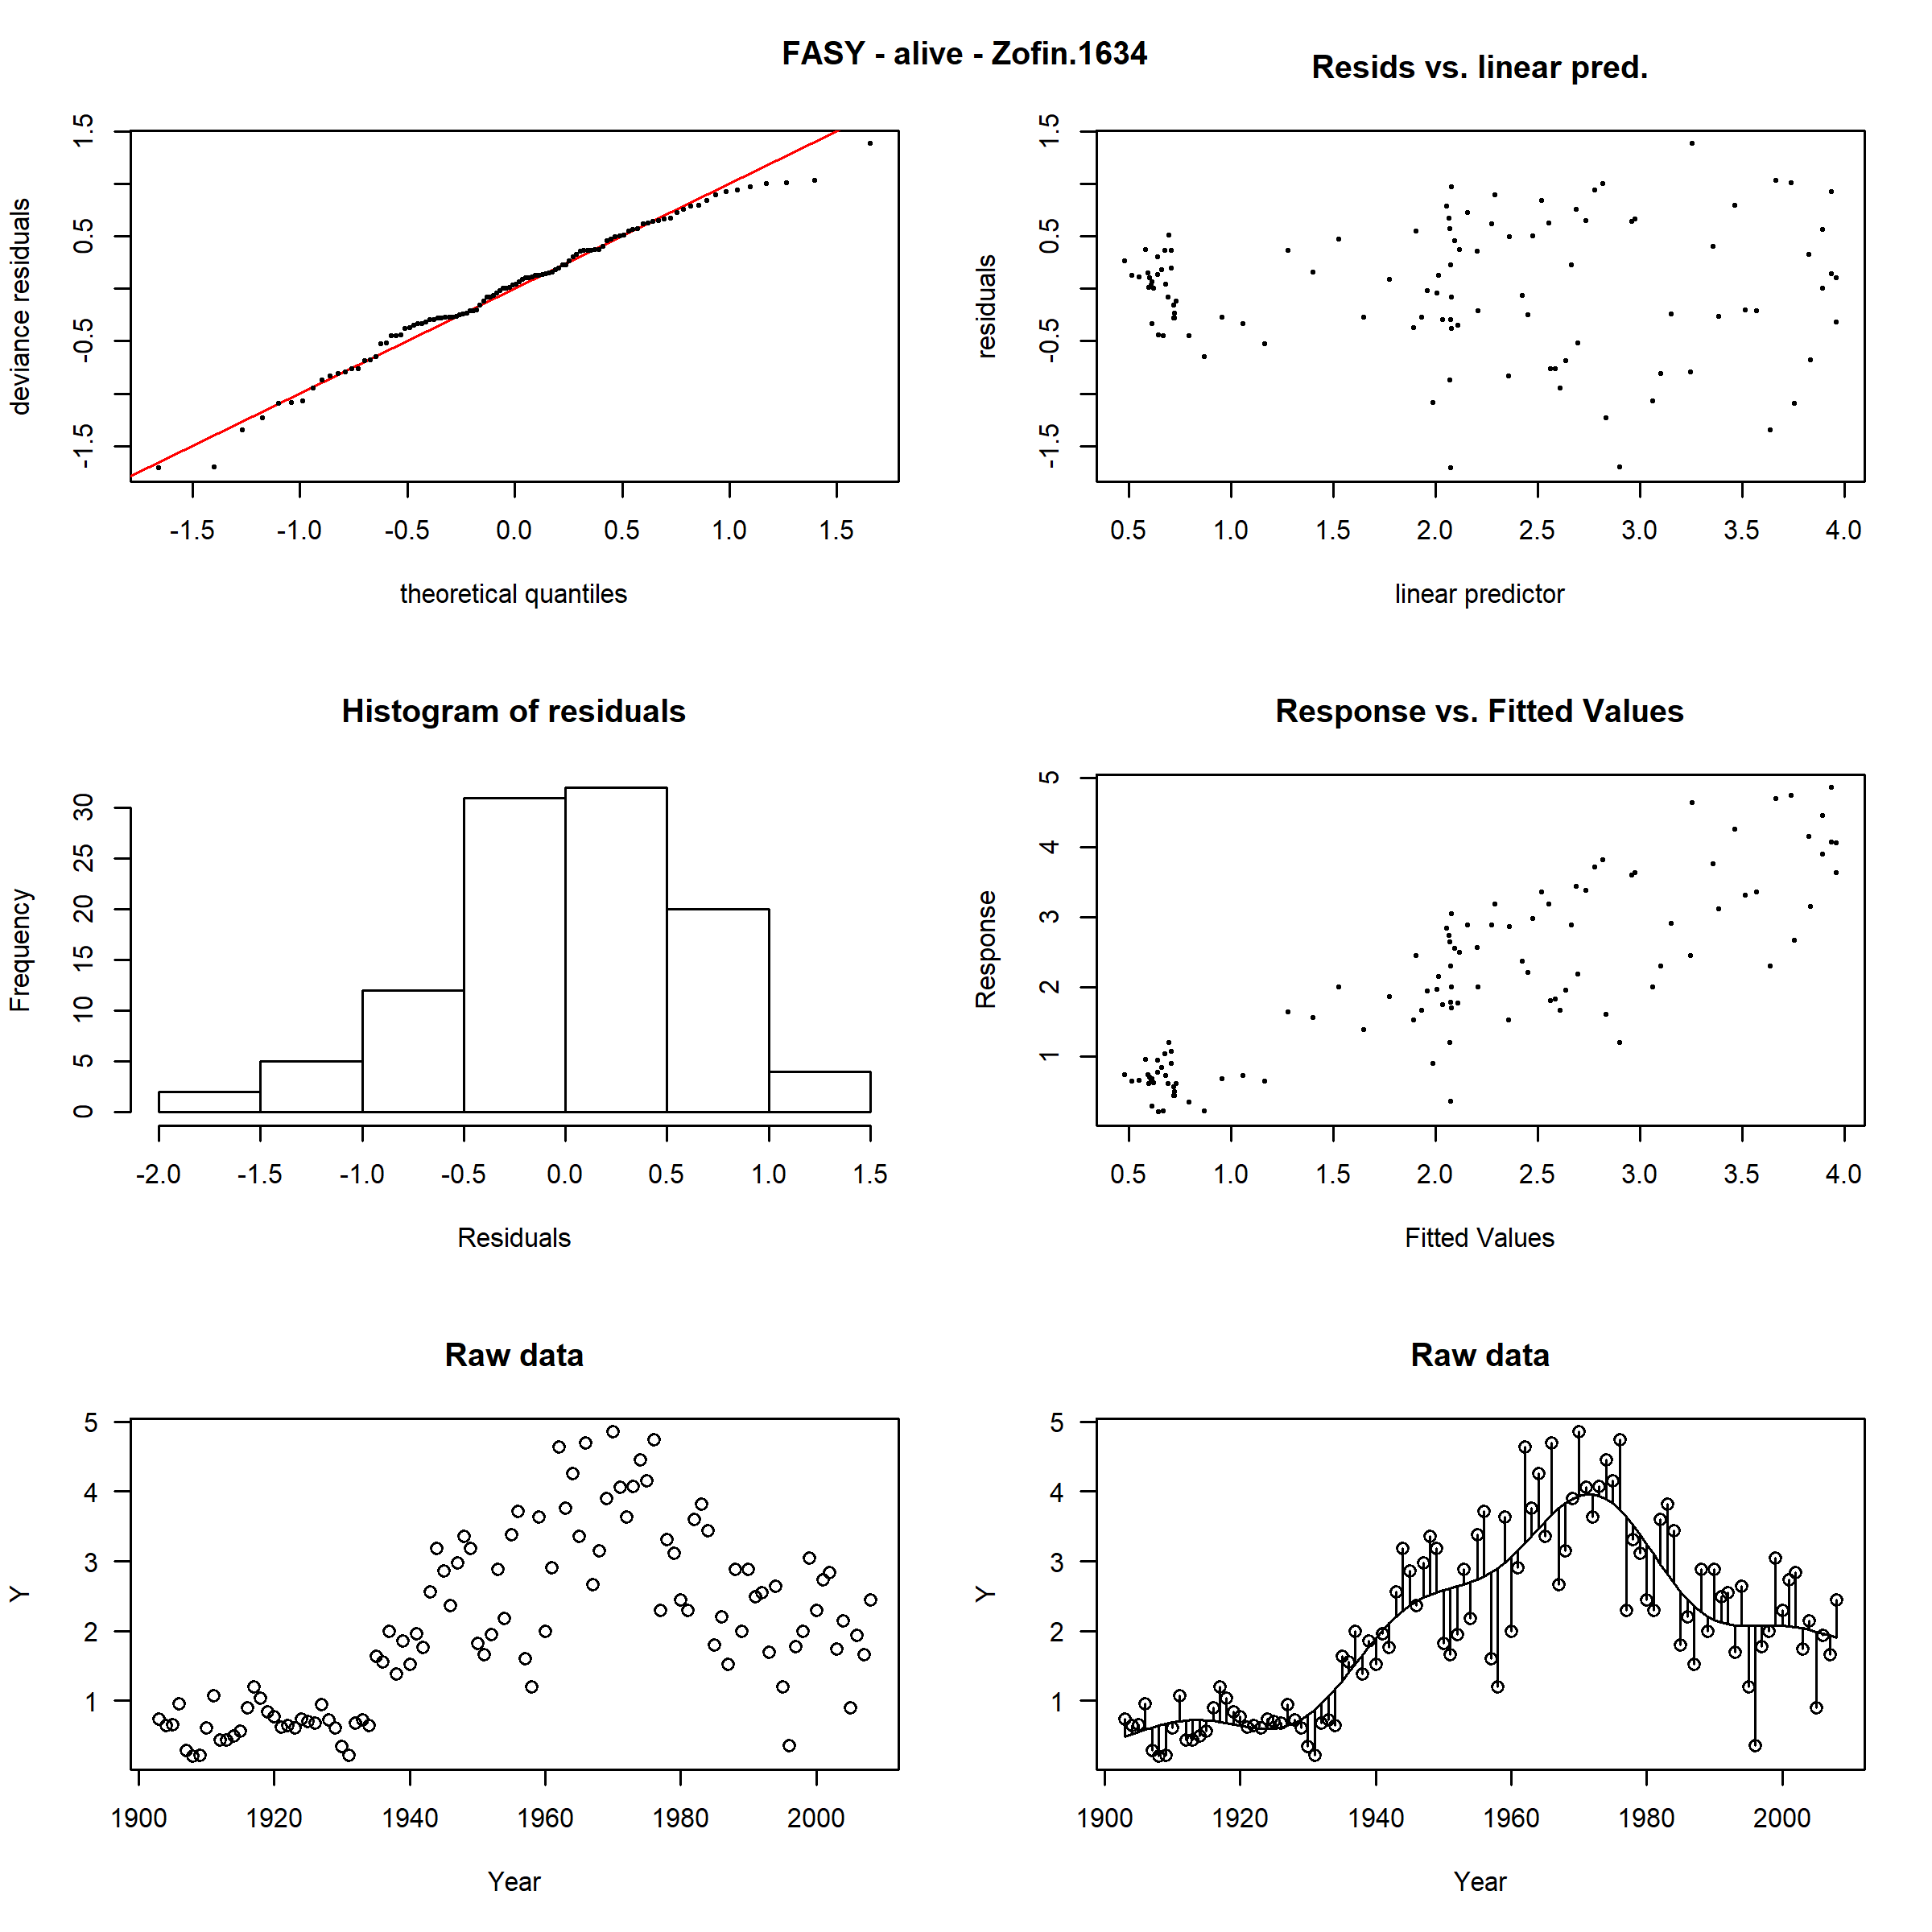 FASY - alive - Zofin.1634
Resids vs. linear pred.
deviance residuals
-1.5 -0.5 0.5 1.5
-1.5 -1.0 -0.5 0.0 0.5 1.0 1.5
theoretical quantiles
residuals
-1.5 -0.5 0.5 1.5
0.5 1.0 1.5 2.0 2.5 3.0 3.5 4.0
linear predictor
Histogram of residuals
Frequency
0 5 10 15 20 25 30
-2.0 -1.5 -1.0 -0.5 0.0 0.5 1.0 1.5
Residuals
Response vs. Fitted Values
Response
1 2 3 4 5
0.5 1.0 1.5 2.0 2.5 3.0 3.5 4.0
Fitted Values
Raw data
Y
5
4
3
2
1
1900 1920 1940 1960 1980 2000
Year
Raw data
Y
5
4
3
2
1
1900 1920 1940 1960 1980 2000
Year